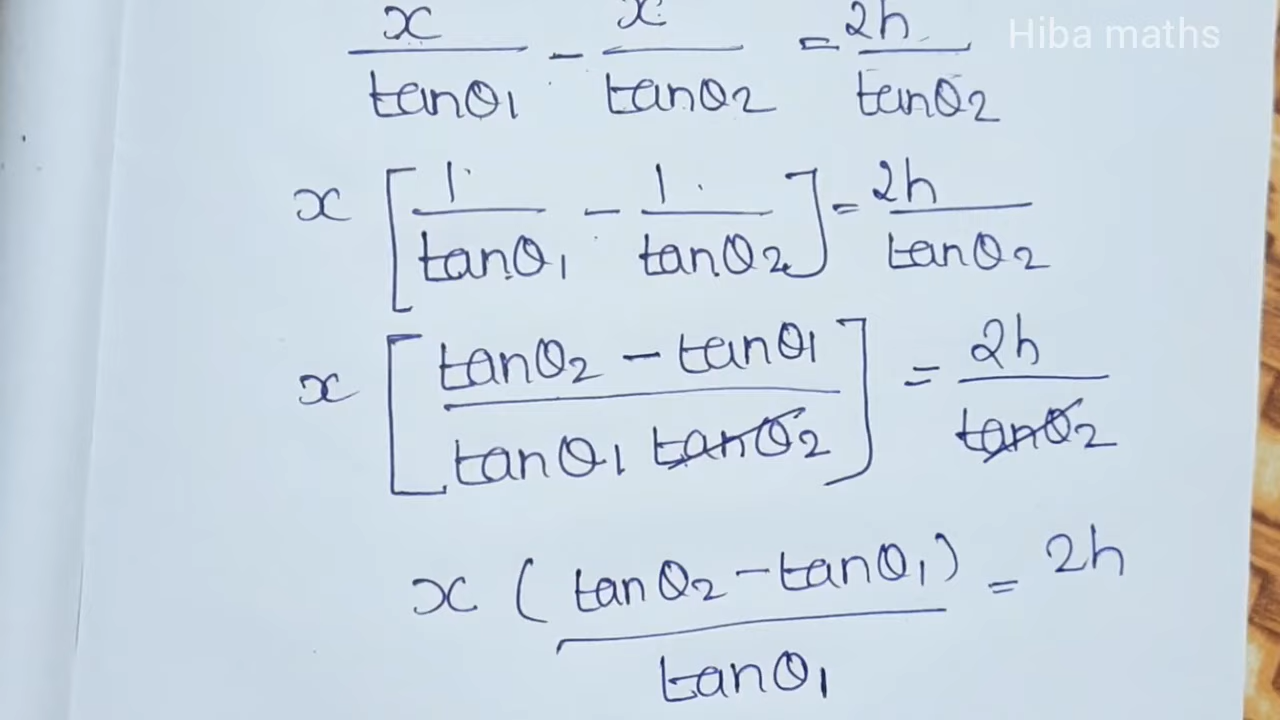 Hiba maths
x/tanθ1 - x/tanθ2 = 2h/tanθ2
x [1/tanθ1 - 1/tanθ2] = 2h/tanθ2
x [tanθ2 - tanθ1 / tanθ1 tanθ2] = 2h/tanθ2
x (tanθ2 - tanθ1)/tanθ1 = 2h